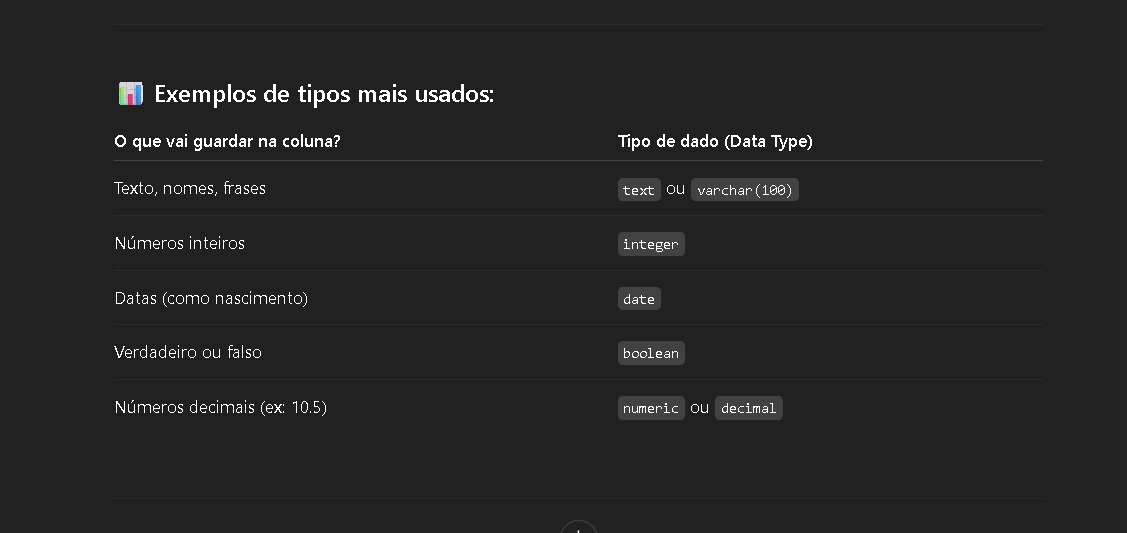 📊 Exemplos de tipos mais usados:
O que vai guardar na coluna? Tipo de dado (Data Type)
Texto, nomes, frases text ou varchar(100)
Números inteiros integer
Datas (como nascimento) date
Verdadeiro ou falso boolean
Números decimais (ex: 10.5) numeric ou decimal